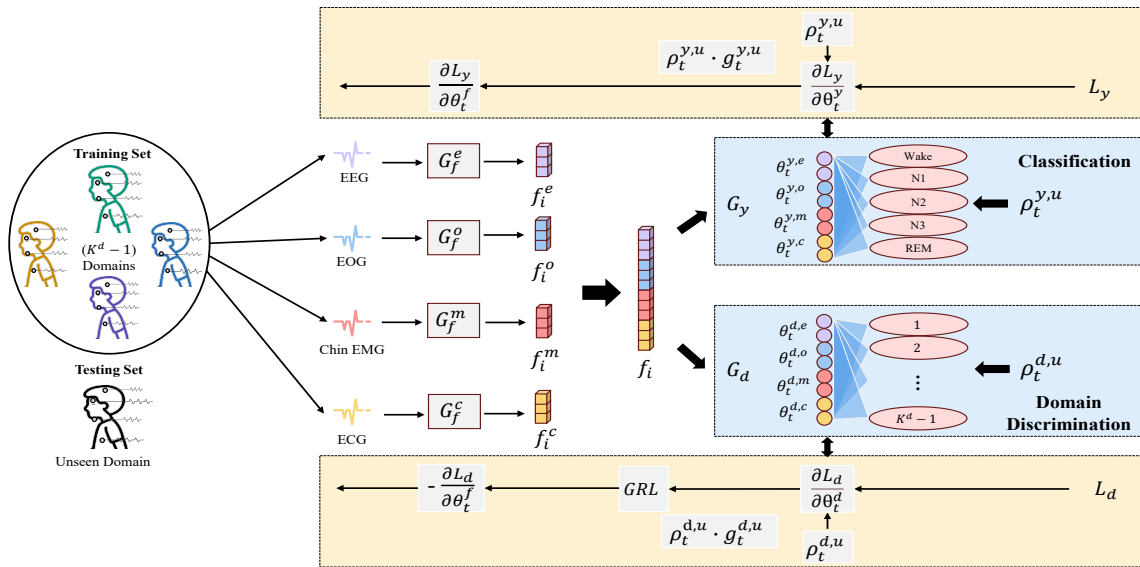 ρ_t^{y,u}
ρ_t^{y,u} · g_t^{y,u}
∂L_y/∂θ_t^f
∂L_y/∂θ_t^y
L_y
Training Set
(K^d − 1)
Domains
Testing Set
Unseen Domain
EEG
G_f^e
f_i^e
EOG
G_f^o
f_i^o
Chin EMG
G_f^m
f_i^m
ECG
G_f^c
f_i^c
f_i
G_y
θ_t^{y,e}
θ_t^{y,o}
θ_t^{y,m}
θ_t^{y,c}
Wake
N1
N2
N3
REM
Classification
ρ_t^{y,u}
G_d
θ_t^{d,e}
θ_t^{d,o}
θ_t^{d,m}
θ_t^{d,c}
1
2
⋮
K^d − 1
ρ_t^{d,u}
Domain
Discrimination
- ∂L_d/∂θ_t^f
GRL
∂L_d/∂θ_t^d
L_d
ρ_t^{d,u} · g_t^{d,u}
ρ_t^{d,u}